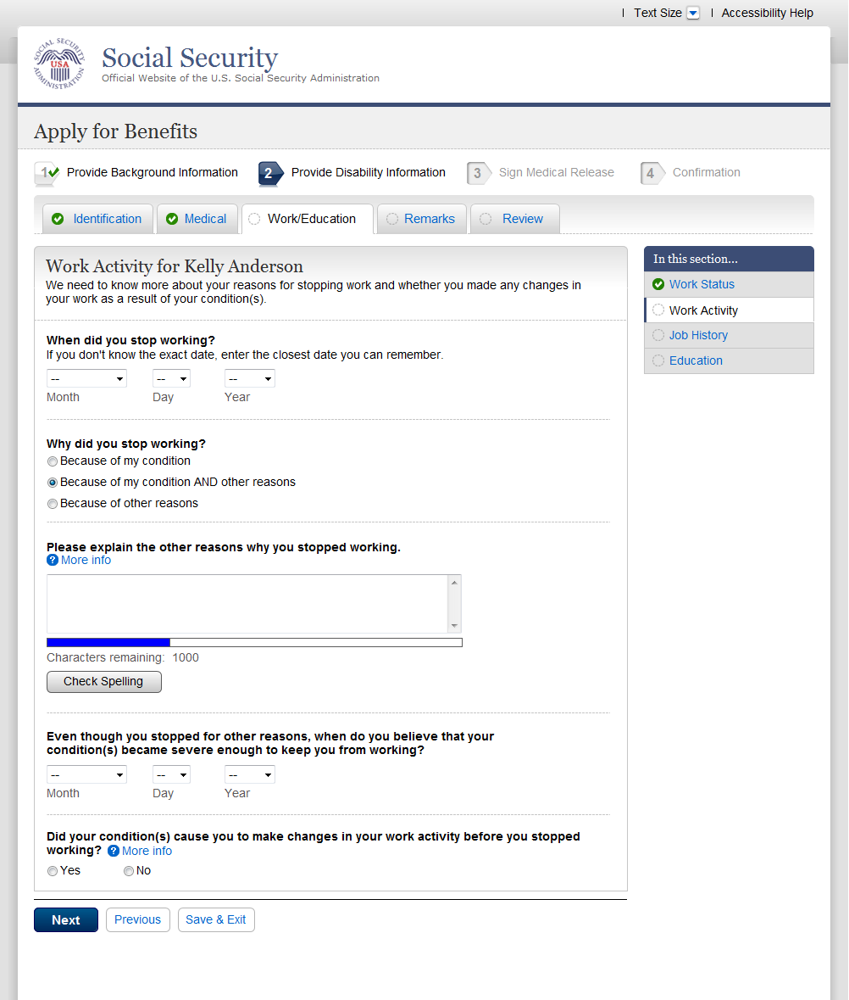 Text Size
Accessibility Help
SOCIAL SECURITY ADMINISTRATION
USA
Social Security
Official Website of the U.S. Social Security Administration
Apply for Benefits
1 Provide Background Information
2 Provide Disability Information
3 Sign Medical Release
4 Confirmation
Identification
Medical
Work/Education
Remarks
Review
Work Activity for Kelly Anderson
We need to know more about your reasons for stopping work and whether you made any changes in
your work as a result of your condition(s).
In this section...
Work Status
Work Activity
Job History
Education
When did you stop working?
If you don't know the exact date, enter the closest date you can remember.
-- -- --
Month Day Year
Why did you stop working?
Because of my condition
Because of my condition AND other reasons
Because of other reasons
Please explain the other reasons why you stopped working.
? More info
Characters remaining: 1000
Check Spelling
Even though you stopped for other reasons, when do you believe that your
condition(s) became severe enough to keep you from working?
-- -- --
Month Day Year
Did your condition(s) cause you to make changes in your work activity before you stopped
working? ? More info
Yes No
Next Previous Save & Exit